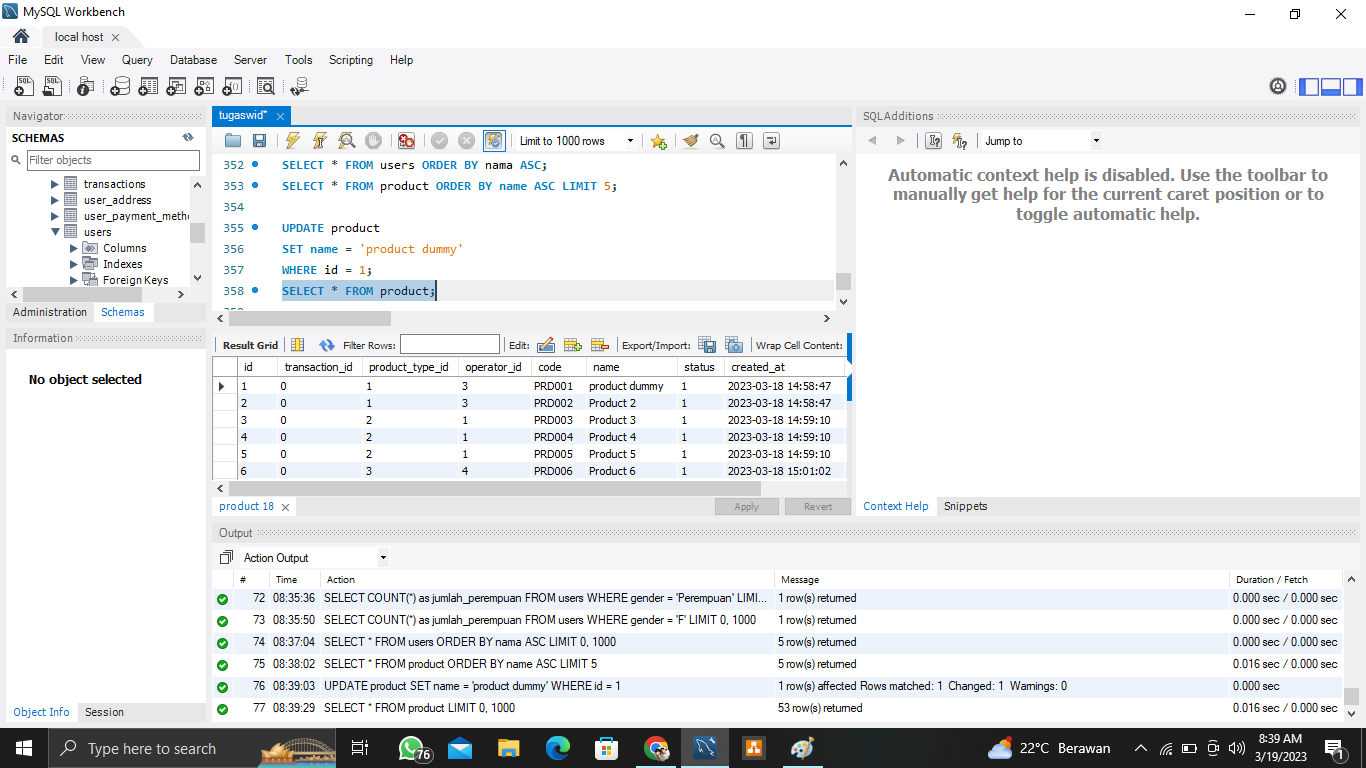 MySQL Workbench
local host
File Edit View Query Database Server Tools Scripting Help
Navigator
SCHEMAS
Filter objects
transactions
user_address
user_payment_metho
users
Columns
Indexes
Foreign Keys
Administration Schemas
Information
No object selected
Object Info Session
tugaswid*
Limit to 1000 rows
352 SELECT * FROM users ORDER BY nama ASC;
353 SELECT * FROM product ORDER BY name ASC LIMIT 5;
354
355 UPDATE product
356 SET name = 'product dummy'
357 WHERE id = 1;
358 SELECT * FROM product;
Result Grid Filter Rows: Edit: Export/Import: Wrap Cell Content:
id transaction_id product_type_id operator_id code name status created_at
1 0 1 3 PRD001 product dummy 1 2023-03-18 14:58:47
2 0 1 3 PRD002 Product 2 1 2023-03-18 14:58:47
3 0 2 1 PRD003 Product 3 1 2023-03-18 14:59:10
4 0 2 1 PRD004 Product 4 1 2023-03-18 14:59:10
5 0 2 1 PRD005 Product 5 1 2023-03-18 14:59:10
6 0 3 4 PRD006 Product 6 1 2023-03-18 15:01:02
product 18
Apply Revert
SQLAdditions
Jump to
Automatic context help is disabled. Use the toolbar to
manually get help for the current caret position or to
toggle automatic help.
Context Help Snippets
Output
Action Output
# Time Action Message Duration / Fetch
72 08:35:36 SELECT COUNT(*) as jumlah_perempuan FROM users WHERE gender = 'Perempuan' LIMI... 1 row(s) returned 0.000 sec / 0.000 sec
73 08:35:50 SELECT COUNT(*) as jumlah_perempuan FROM users WHERE gender = 'F' LIMIT 0, 1000 1 row(s) returned 0.000 sec / 0.000 sec
74 08:37:04 SELECT * FROM users ORDER BY nama ASC LIMIT 0, 1000 5 row(s) returned 0.000 sec / 0.000 sec
75 08:38:02 SELECT * FROM product ORDER BY name ASC LIMIT 5 5 row(s) returned 0.016 sec / 0.000 sec
76 08:39:03 UPDATE product SET name = 'product dummy' WHERE id = 1 1 row(s) affected Rows matched: 1 Changed: 1 Warnings: 0 0.000 sec
77 08:39:29 SELECT * FROM product LIMIT 0, 1000 53 row(s) returned 0.016 sec / 0.000 sec
Type here to search
76
22°C Berawan
8:39 AM
3/19/2023
1